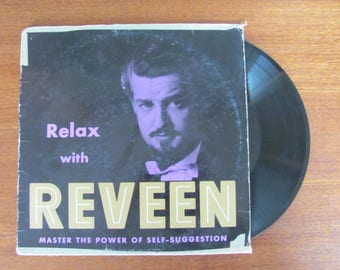 Relax
with
REVEEN
MASTER THE POWER OF SELF-SUGGESTION